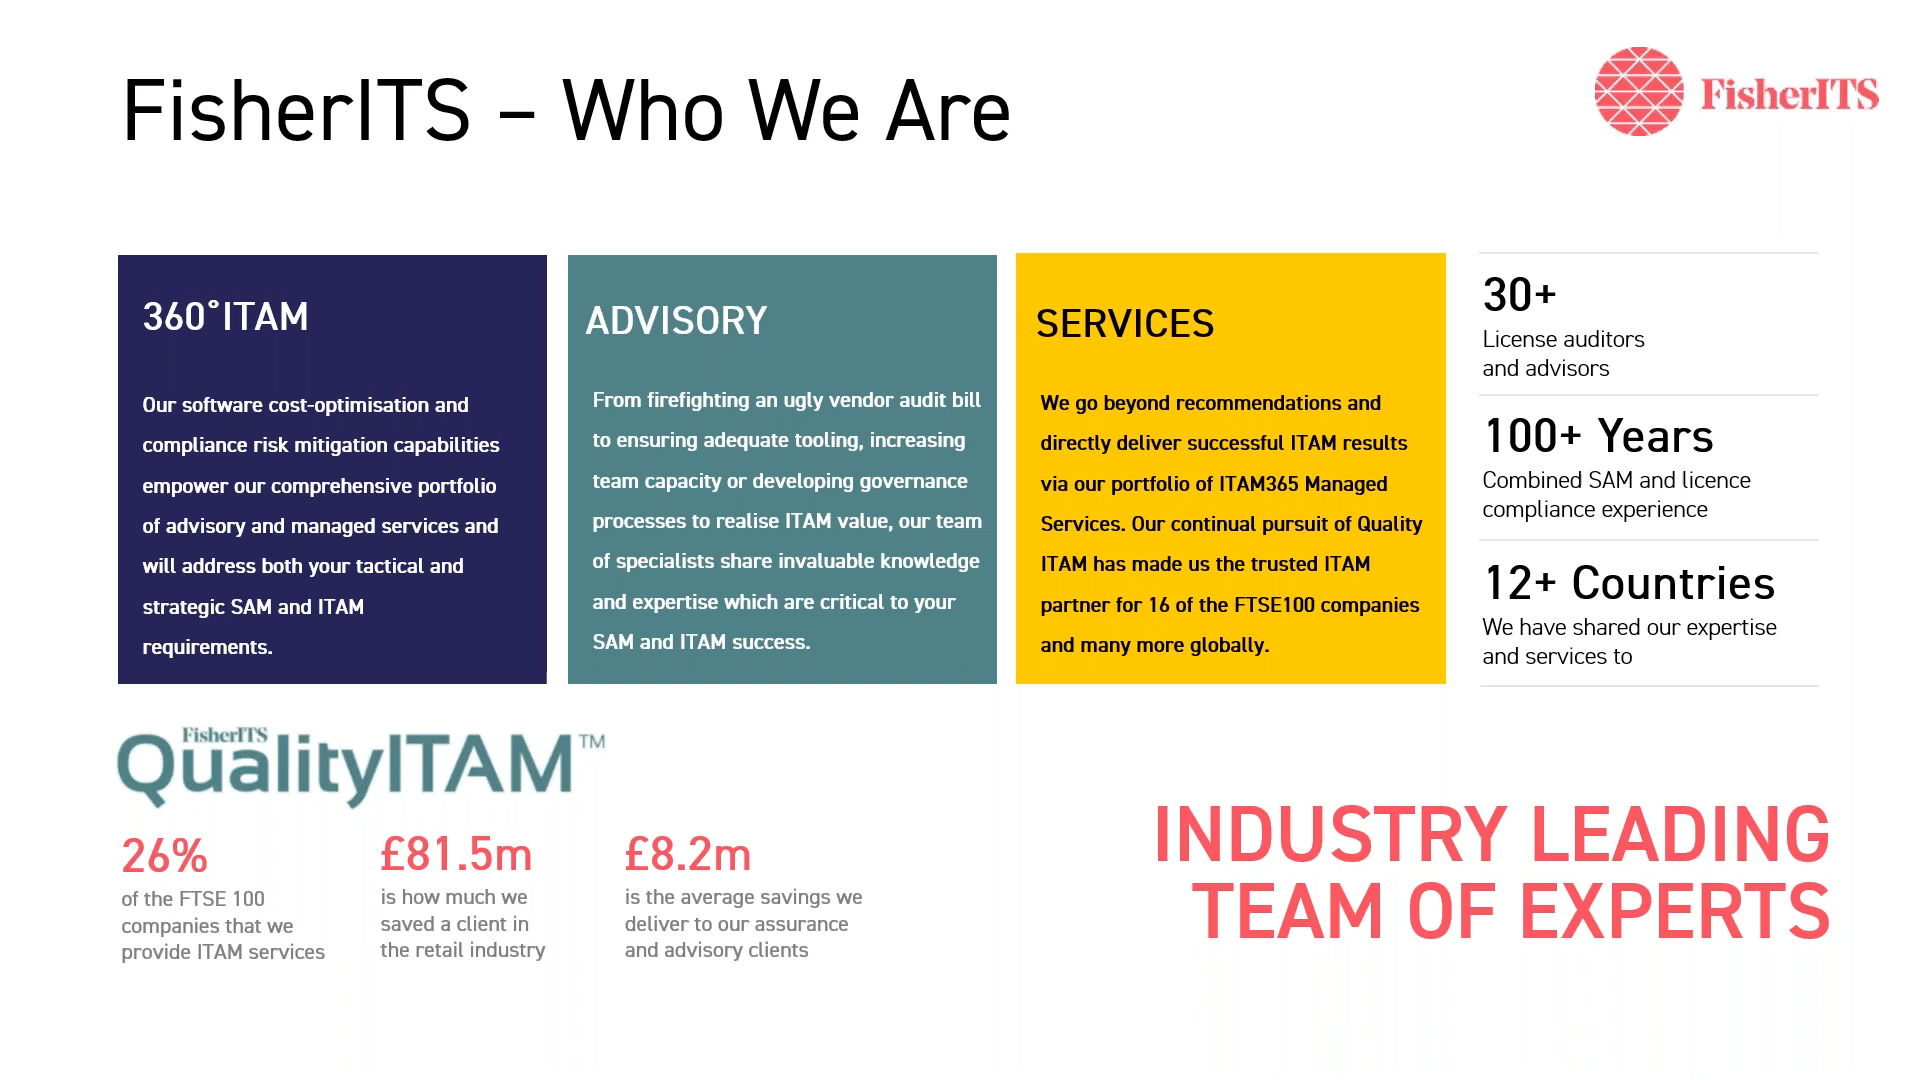 FisherITS – Who We Are
FisherITS
360°ITAM
Our software cost-optimisation and
compliance risk mitigation capabilities
empower our comprehensive portfolio
of advisory and managed services and
will address both your tactical and
strategic SAM and ITAM
requirements.
ADVISORY
From firefighting an ugly vendor audit bill
to ensuring adequate tooling, increasing
team capacity or developing governance
processes to realise ITAM value, our team
of specialists share invaluable knowledge
and expertise which are critical to your
SAM and ITAM success.
SERVICES
We go beyond recommendations and
directly deliver successful ITAM results
via our portfolio of ITAM365 Managed
Services. Our continual pursuit of Quality
ITAM has made us the trusted ITAM
partner for 16 of the FTSE100 companies
and many more globally.
30+
License auditors
and advisors
100+ Years
Combined SAM and licence
compliance experience
12+ Countries
We have shared our expertise
and services to
FisherITS
QualityITAM™
26%
of the FTSE 100
companies that we
provide ITAM services
£81.5m
is how much we
saved a client in
the retail industry
£8.2m
is the average savings we
deliver to our assurance
and advisory clients
INDUSTRY LEADING
TEAM OF EXPERTS